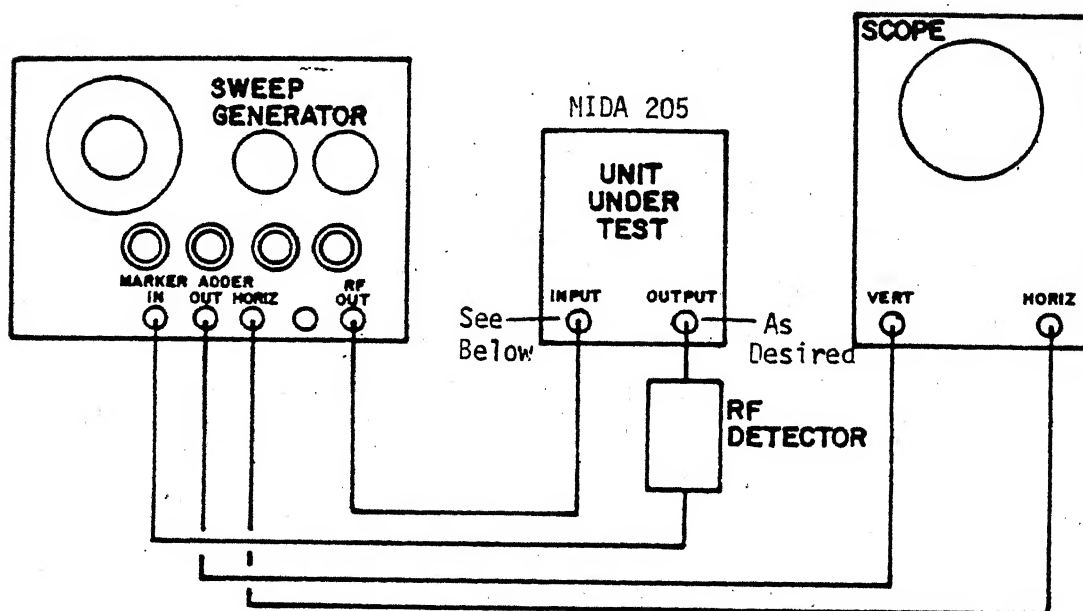 SCOPE
SWEEP
GENERATOR
MIDA 205
UNIT
UNDER
TEST
MARKER
IN
ADDER
OUT
HORIZ
RF
OUT
INPUT
OUTPUT
See
Below
As
Desired
VERT
HORIZ
RF
DETECTOR